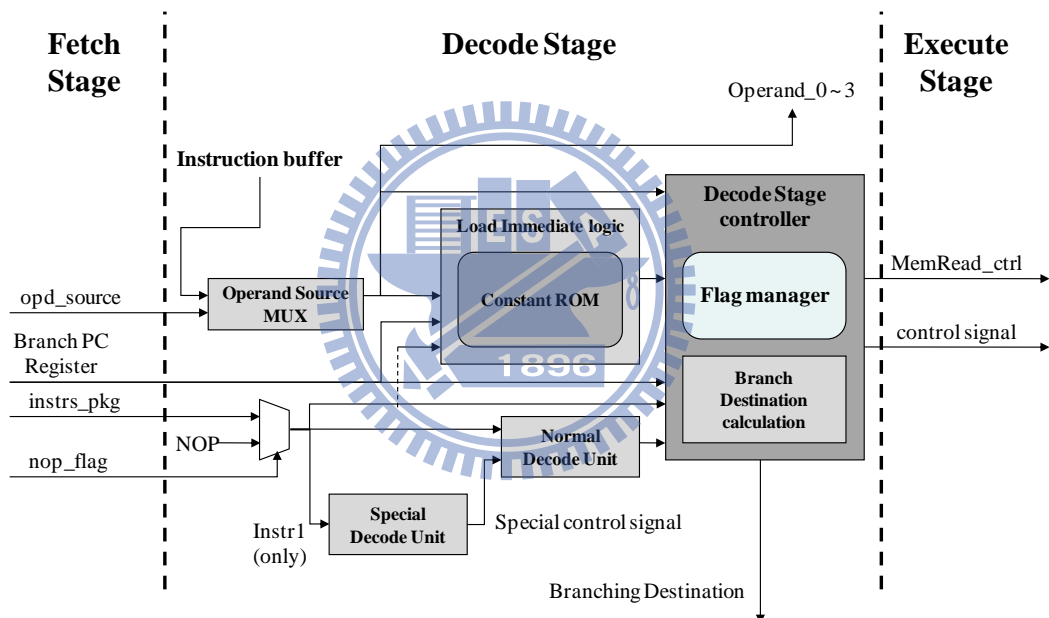 Fetch
Stage
Decode Stage
Execute
Stage
Operand_0~3
Instruction buffer
Decode Stage
controller
Load Immediate logic
opd_source
Operand Source
MUX
Constant ROM
Flag manager
MemRead_ctrl
control signal
Branch PC
Register
1896
Branch
Destination
calculation
instrs_pkg
NOP
nop_flag
Normal
Decode Unit
Instr1
(only)
Special
Decode Unit
Special control signal
Branching Destination
E S